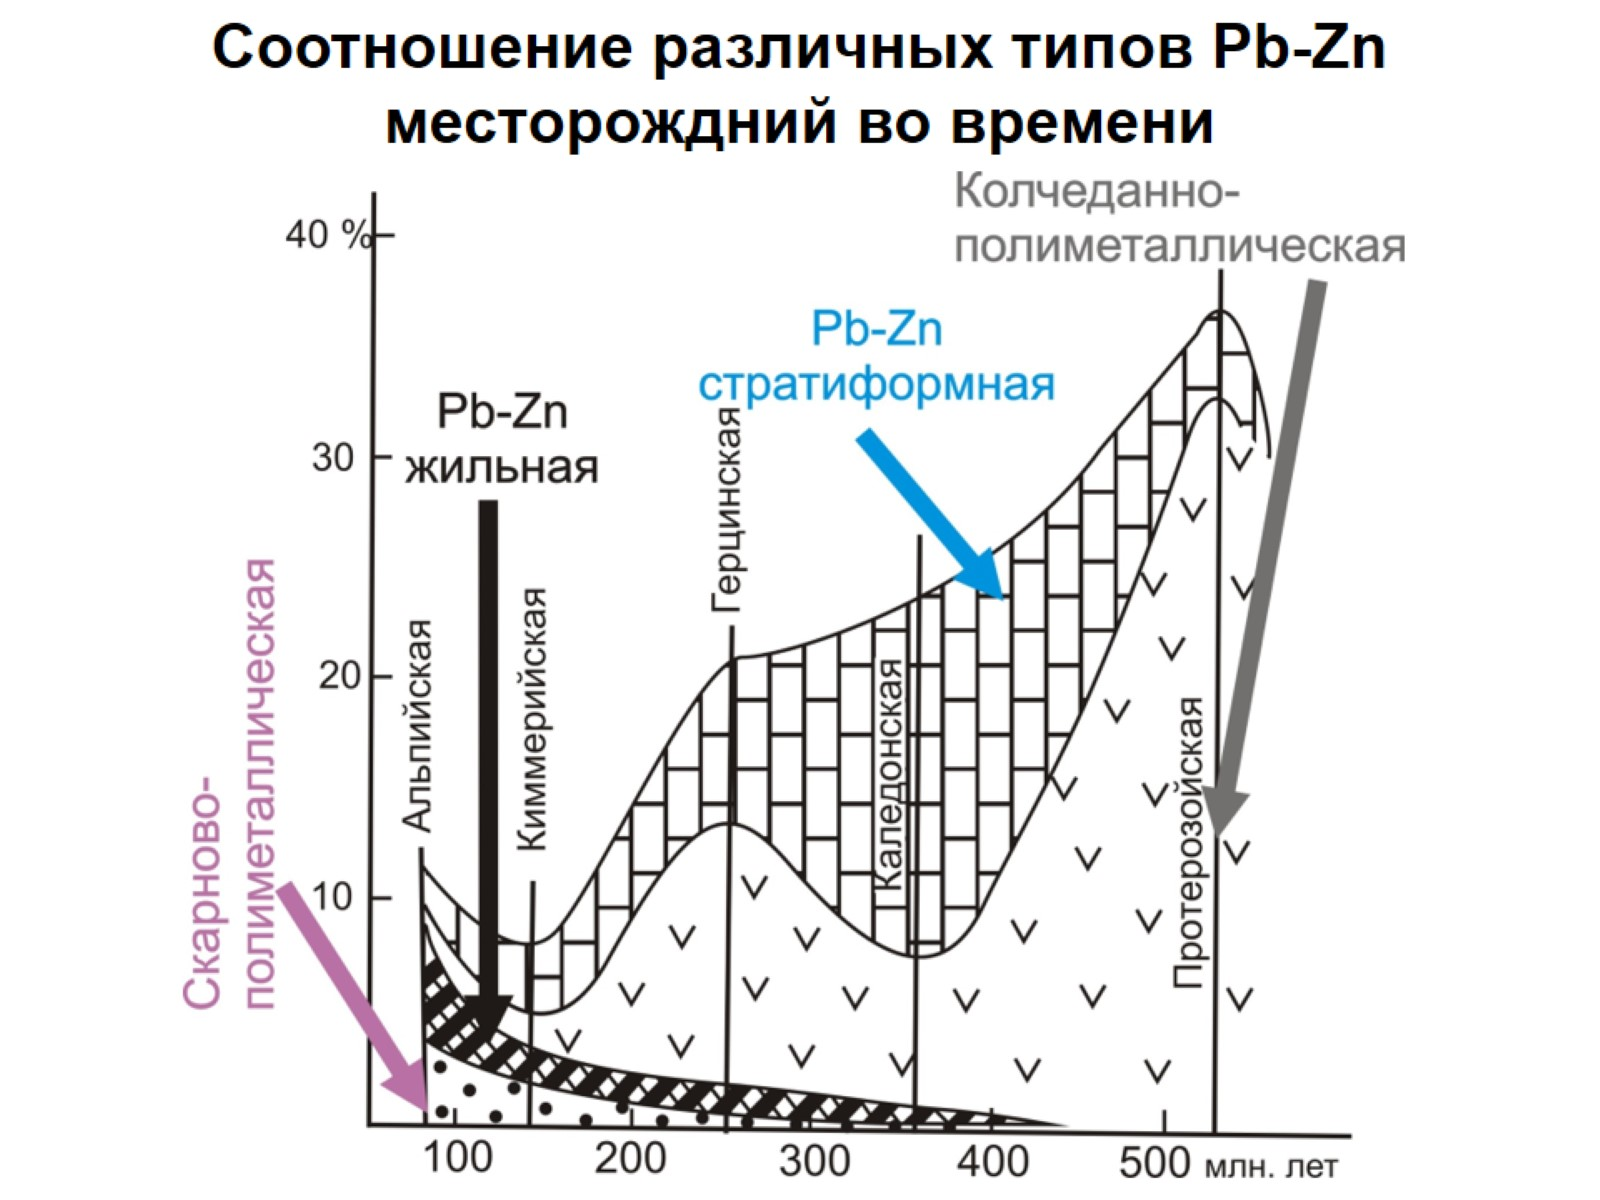 Соотношение различных типов Pb-Zn
месторождний во времени
Колчеданно-
полиметаллическая
40 %
Pb-Zn
стратиформная
Pb-Zn
жильная
30
Герцинская
20
Скарново-
полиметаллическая
Альпийская
Киммерийская
Каледонская
Протерозойская
10
100
200
300
400
500 млн. лет